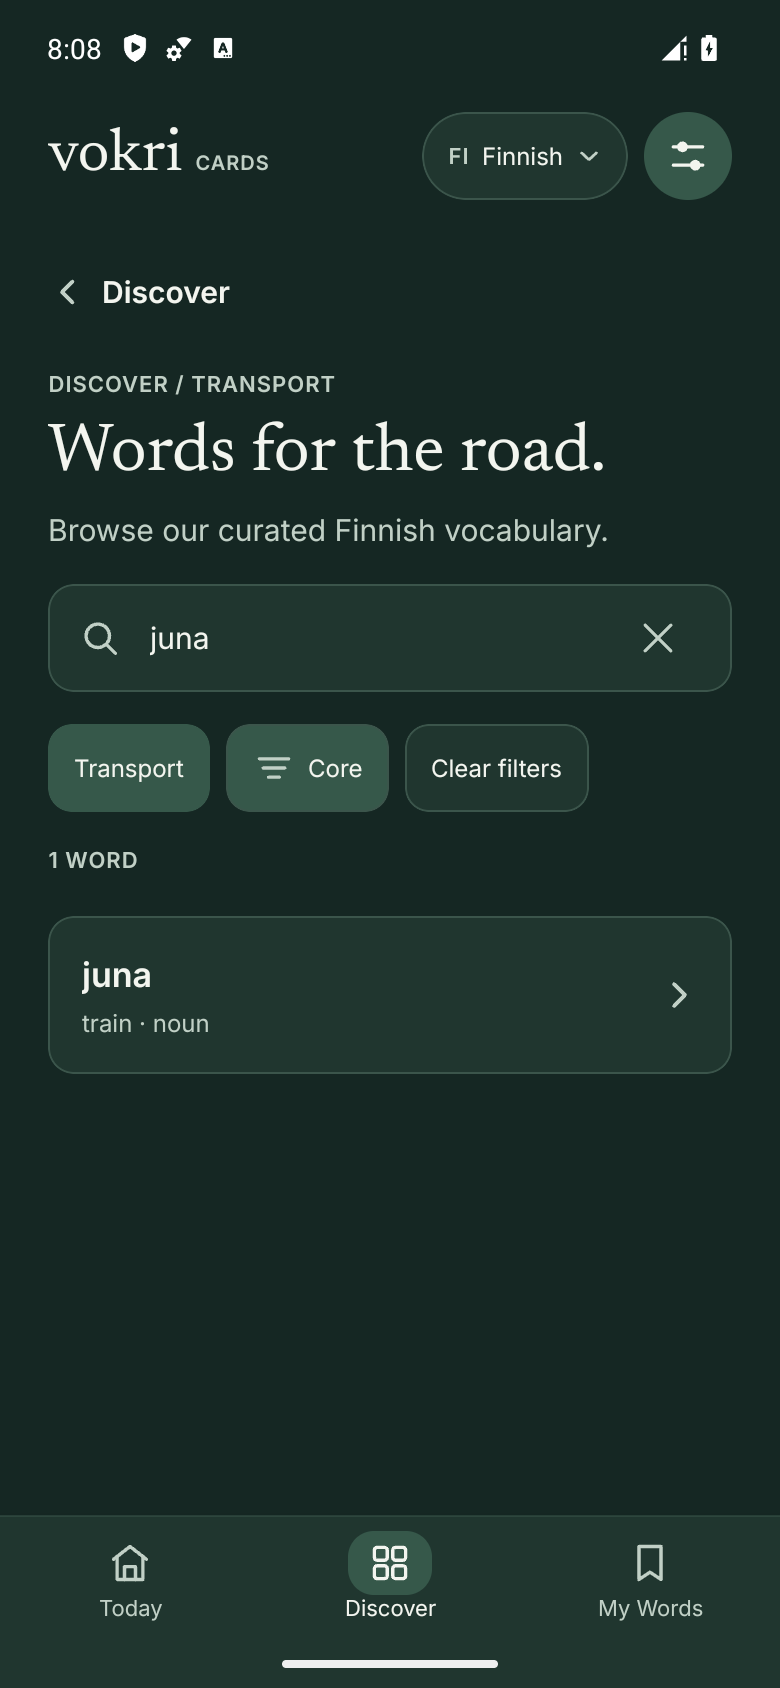 8:08
vokri CARDS
FI Finnish
Discover
DISCOVER / TRANSPORT
Words for the road.
Browse our curated Finnish vocabulary.
juna
Transport Core Clear filters
1 WORD
juna
train · noun
Today Discover My Words